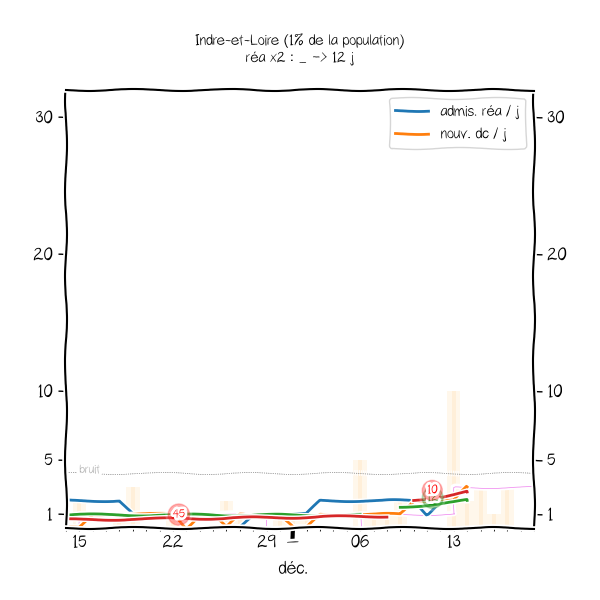 Indre-et-Loire (1% de la population)
réa x2 : _ -> 12 j
admis. réa / j
nouv. dc / j
30
30
20
20
10
10
5
5
bruit
10
45
1
1
15
22
29
06
13
déc.